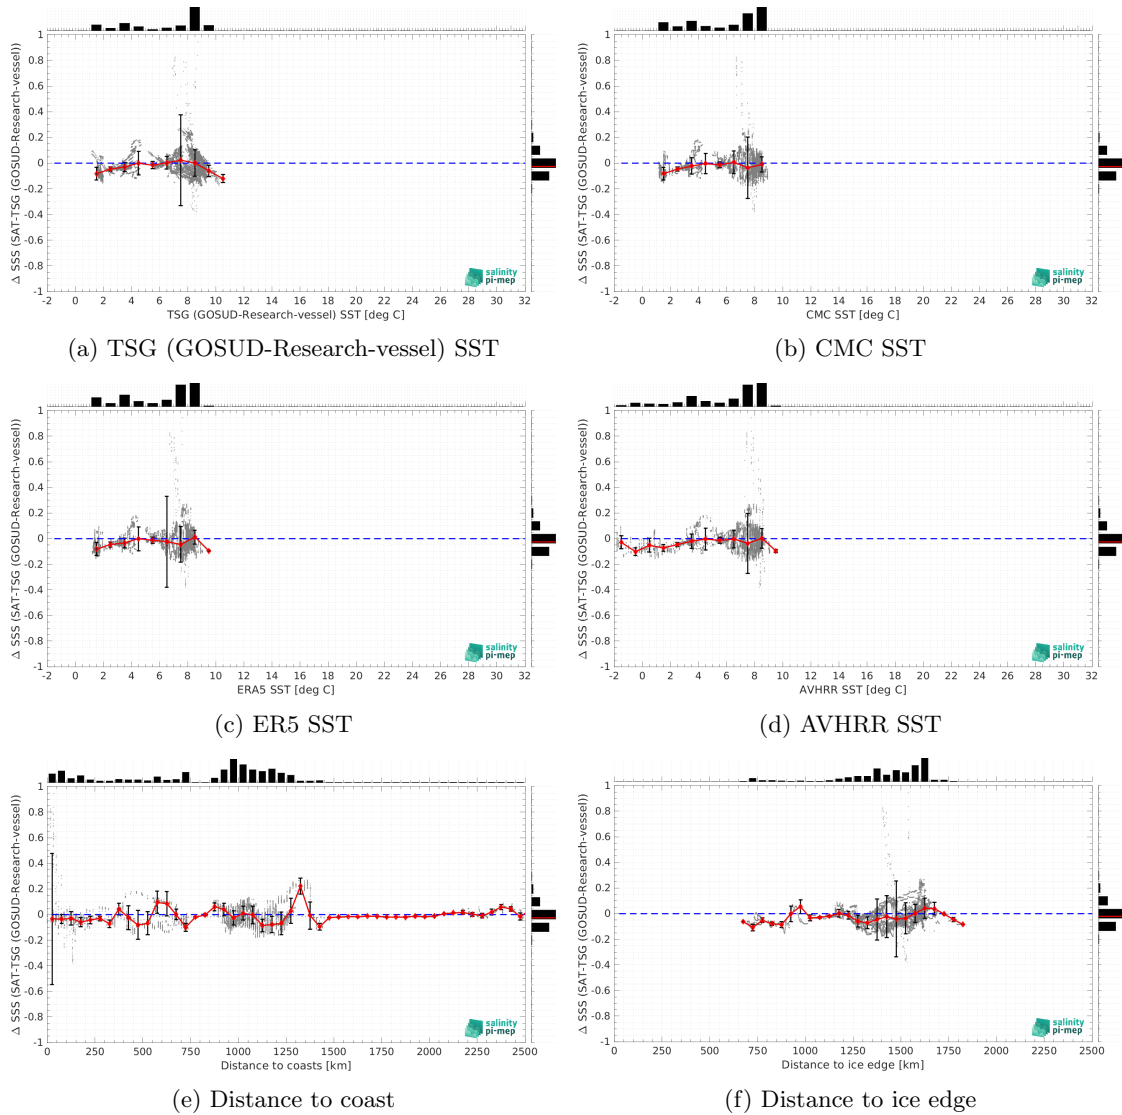 Δ SSS (SAT-TSG (GOSUD-Research-vessel))
1
0.8
0.6
0.4
0.2
0
-0.2
-0.4
-0.6
-0.8
-1
-2 0 2 4 6 8 10 12 14 16 18 20 22 24 26 28 30 32
TSG (GOSUD-Research-vessel) SST [deg C]
salinity
pi-mep
(a) TSG (GOSUD-Research-vessel) SST
Δ SSS (SAT-TSG (GOSUD-Research-vessel))
1
0.8
0.6
0.4
0.2
0
-0.2
-0.4
-0.6
-0.8
-1
-2 0 2 4 6 8 10 12 14 16 18 20 22 24 26 28 30 32
CMC SST [deg C]
salinity
pi-mep
(b) CMC SST
Δ SSS (SAT-TSG (GOSUD-Research-vessel))
1
0.8
0.6
0.4
0.2
0
-0.2
-0.4
-0.6
-0.8
-1
-2 0 2 4 6 8 10 12 14 16 18 20 22 24 26 28 30 32
ERA5 SST [deg C]
salinity
pi-mep
(c) ER5 SST
Δ SSS (SAT-TSG (GOSUD-Research-vessel))
1
0.8
0.6
0.4
0.2
0
-0.2
-0.4
-0.6
-0.8
-1
-2 0 2 4 6 8 10 12 14 16 18 20 22 24 26 28 30 32
AVHRR SST [deg C]
salinity
pi-mep
(d) AVHRR SST
Δ SSS (SAT-TSG (GOSUD-Research-vessel))
1
0.8
0.6
0.4
0.2
0
-0.2
-0.4
-0.6
-0.8
-1
0 250 500 750 1000 1250 1500 1750 2000 2250 2500
Distance to coasts [km]
salinity
pi-mep
(e) Distance to coast
Δ SSS (SAT-TSG (GOSUD-Research-vessel))
1
0.8
0.6
0.4
0.2
0
-0.2
-0.4
-0.6
-0.8
-1
0 250 500 750 1000 1250 1500 1750 2000 2250 2500
Distance to ice edge [km]
salinity
pi-mep
(f) Distance to ice edge